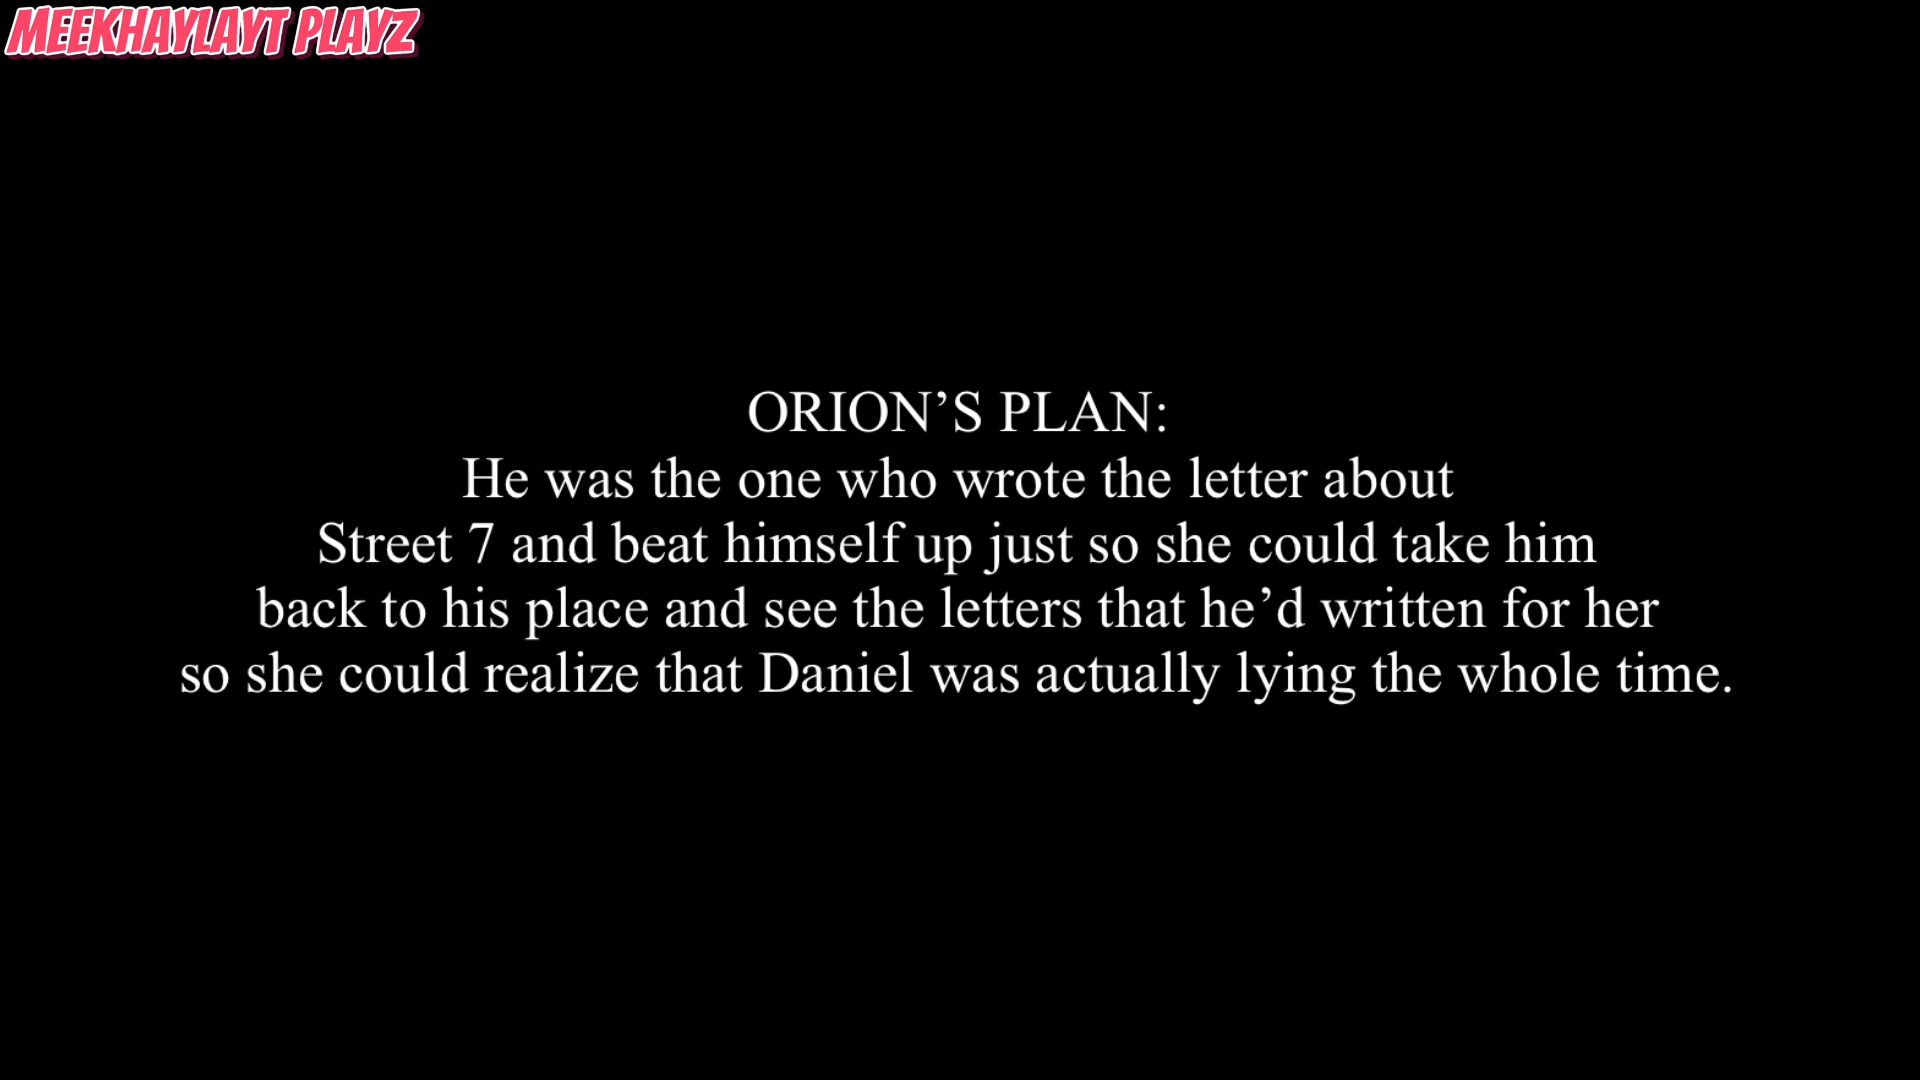 MEEKHAYLAYT PLAYZ
ORION’S PLAN:
He was the one who wrote the letter about
Street 7 and beat himself up just so she could take him
back to his place and see the letters that he’d written for her
so she could realize that Daniel was actually lying the whole time.